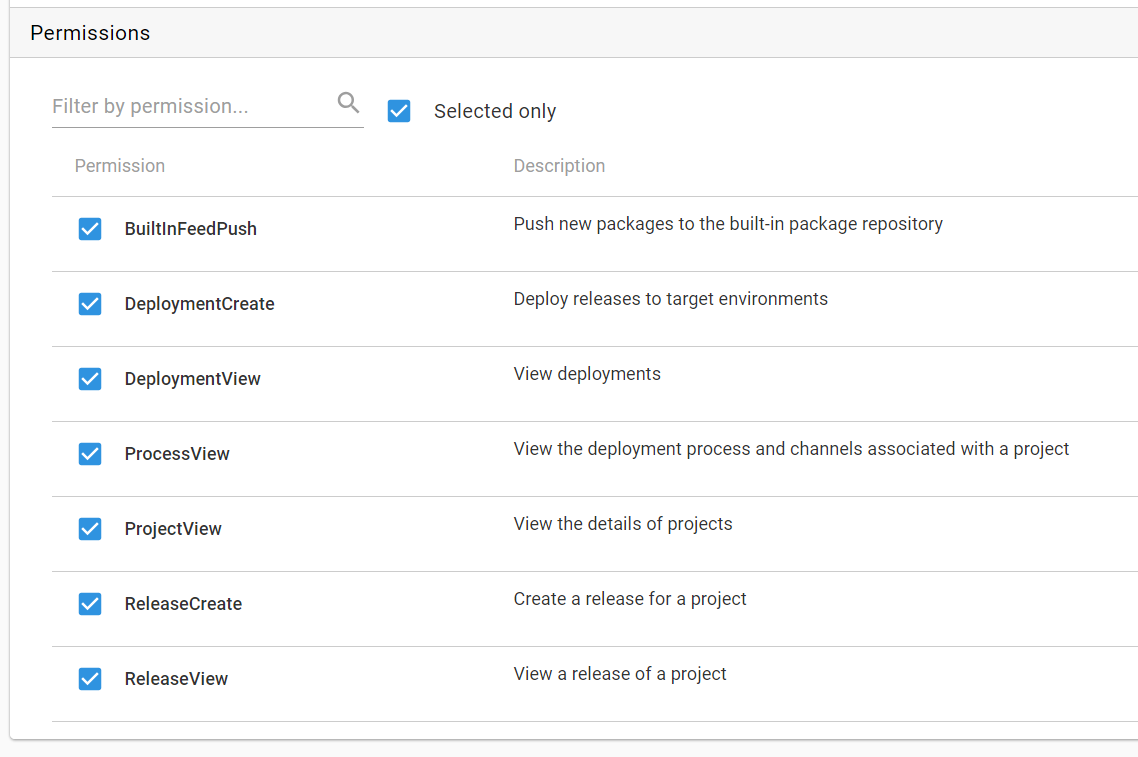 Permissions
Filter by permission...
Selected only
Permission Description
BuiltInFeedPush Push new packages to the built-in package repository
DeploymentCreate Deploy releases to target environments
DeploymentView View deployments
ProcessView View the deployment process and channels associated with a project
ProjectView View the details of projects
ReleaseCreate Create a release for a project
ReleaseView View a release of a project